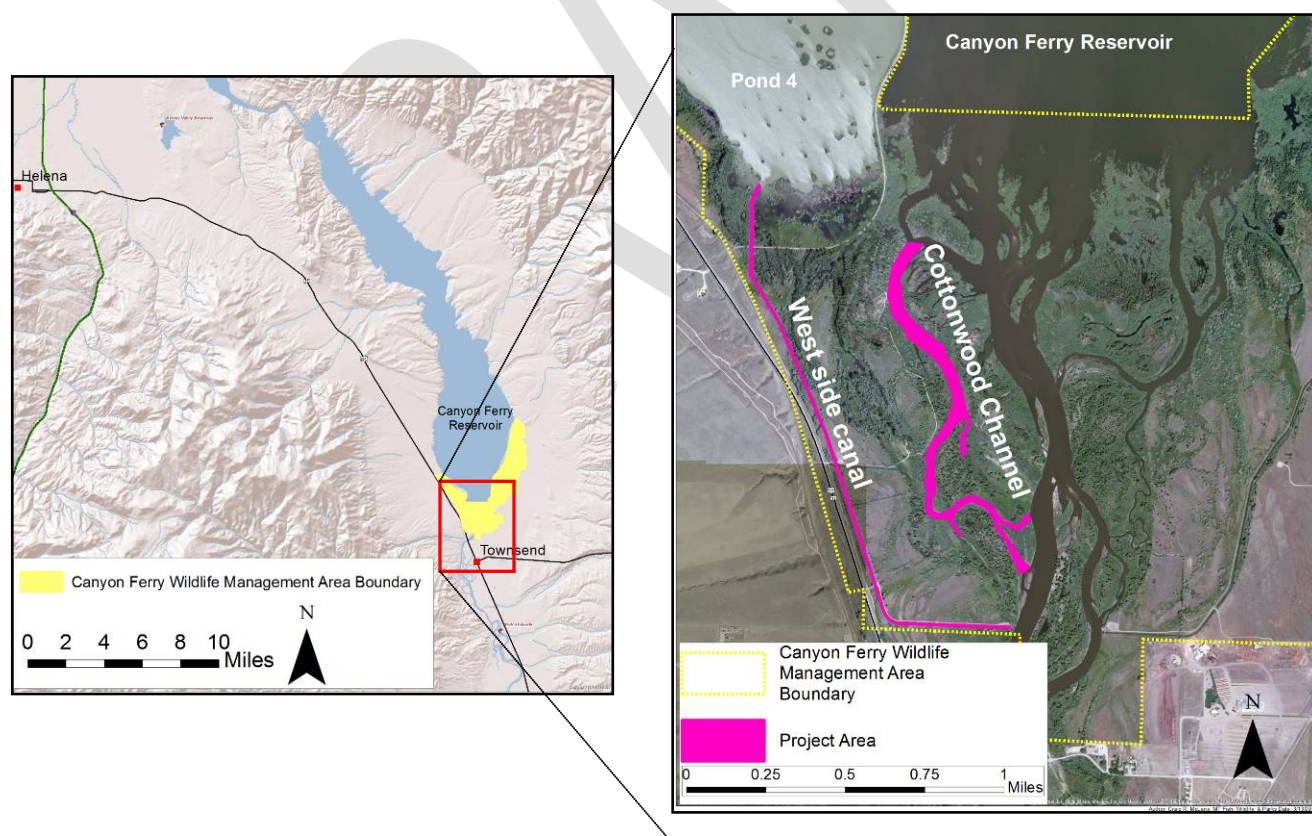 Helena
Canyon Ferry
Reservoir
Townsend
Canyon Ferry Wildlife Management Area Boundary
N
0 2 4 6 8 10
Miles
Canyon Ferry Reservoir
Pond 4
West side canal
Cottonwood Channel
Canyon Ferry Wildlife
Management Area
Boundary
Project Area
N
0 0.25 0.5 0.75 1
Miles